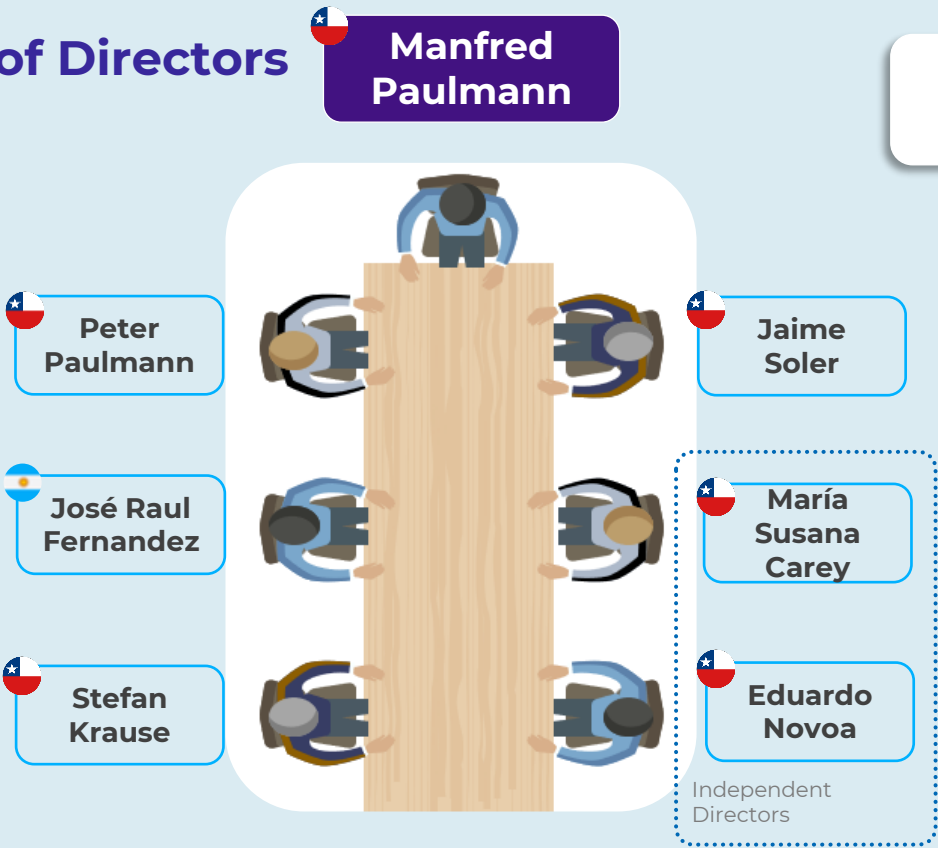 of Directors
Manfred
Paulmann
Peter
Paulmann
Jaime
Soler
José Raul
Fernandez
María
Susana
Carey
Stefan
Krause
Eduardo
Novoa
Independent
Directors